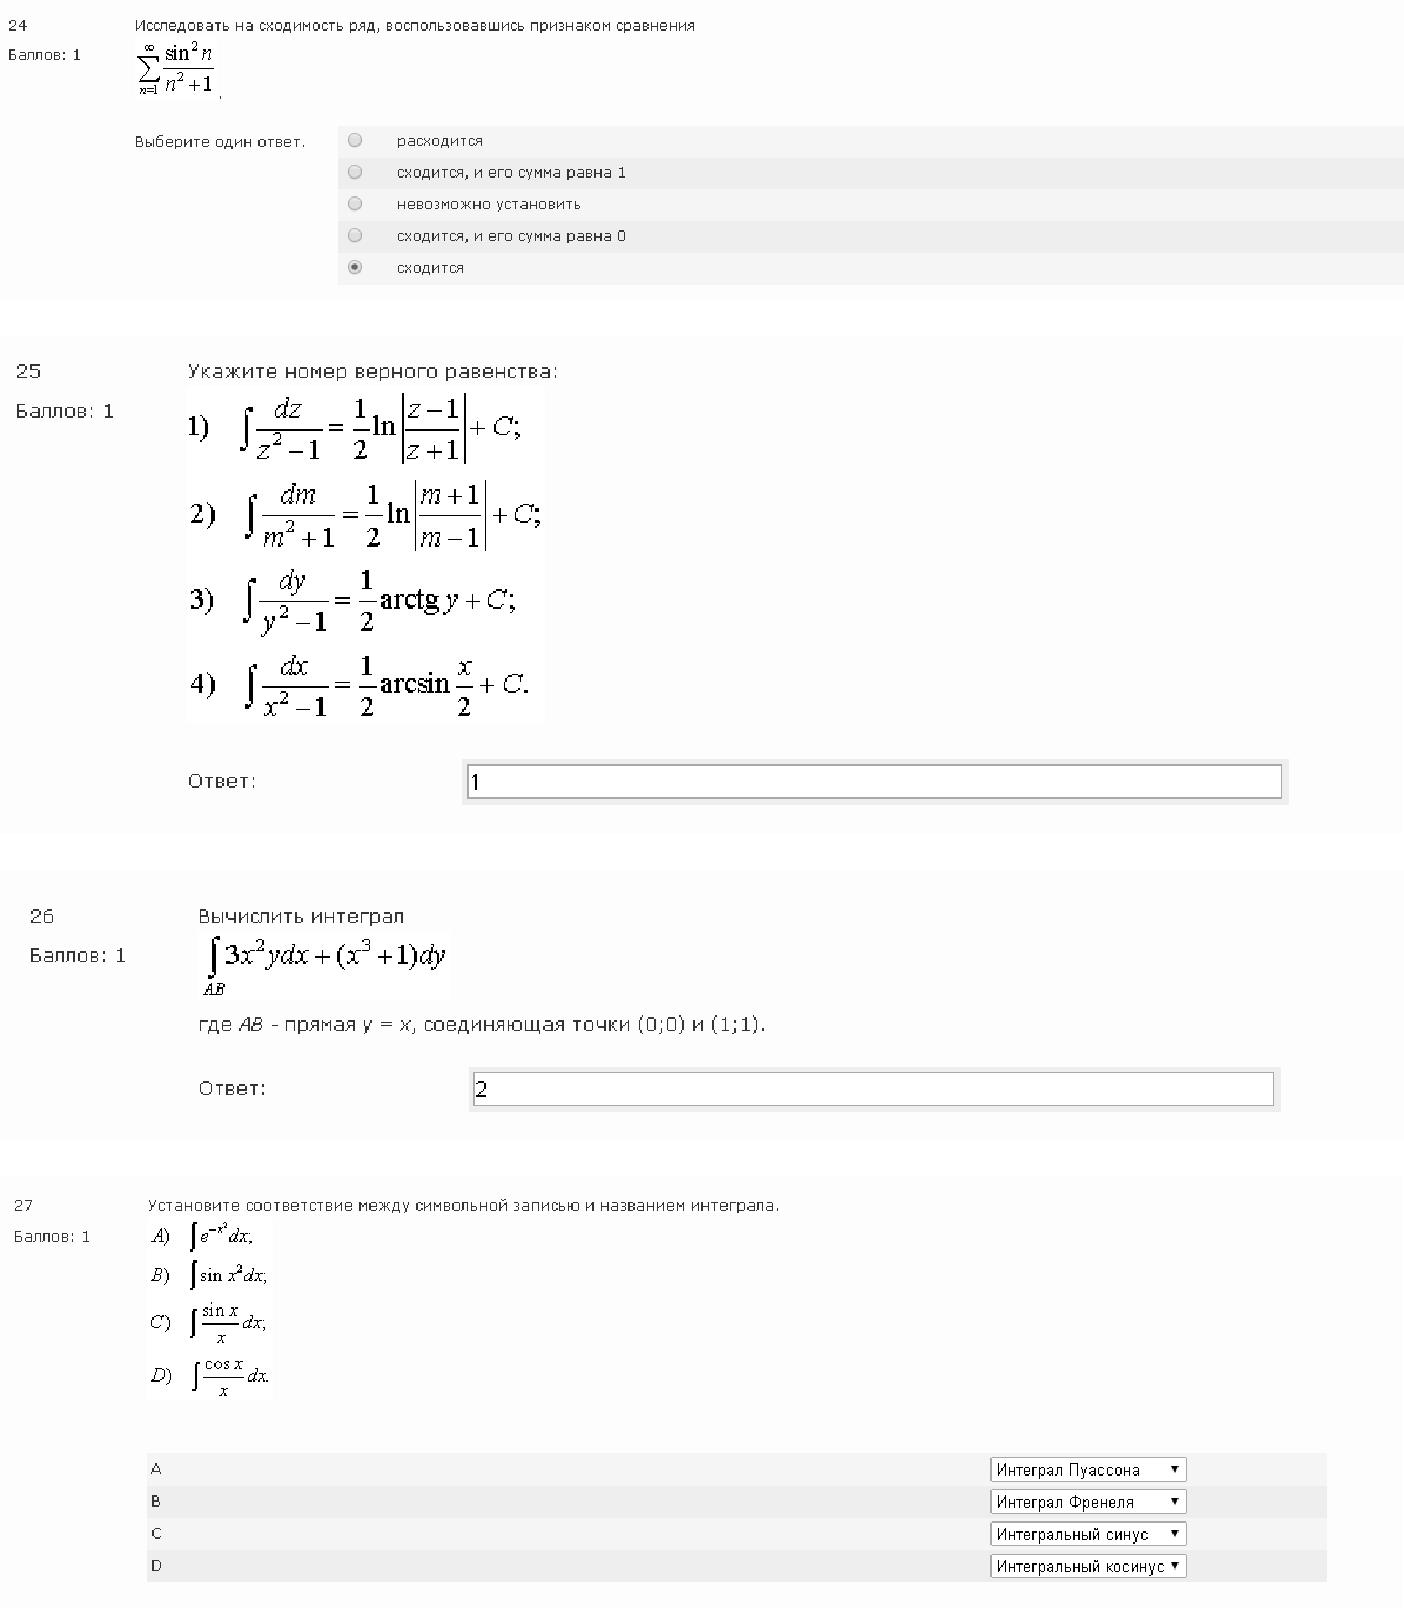 24 Исследовать на сходимость ряд, воспользовавшись признаком сравнения
Баллов: 1
∑_{n=1}^{∞} sin² n / (n² + 1) .
Выберите один ответ.
расходится
сходится, и его сумма равна 1
невозможно установить
сходится, и его сумма равна 0
сходится
25 Укажите номер верного равенства:
Баллов: 1
1) ∫ dz/(z² − 1) = 1/2 ln |(z − 1)/(z + 1)| + C;
2) ∫ dm/(m² + 1) = 1/2 ln |(m + 1)/(m − 1)| + C;
3) ∫ dy/(y² − 1) = 1/2 arctg y + C;
4) ∫ dx/(x² − 1) = 1/2 arcsin x/2 + C.
Ответ: 1
26 Вычислить интеграл
Баллов: 1
∫_{AB} 3x²ydx + (x³ + 1)dy
где AB - прямая y = x, соединяющая точки (0;0) и (1;1).
Ответ: 2
27 Установите соответствие между символьной записью и названием интеграла.
Баллов: 1
A) ∫ e^{−x²} dx;
B) ∫ sin x² dx;
C) ∫ sin x / x dx;
D) ∫ cos x / x dx.
A Интеграл Пуассона
B Интеграл Френеля
C Интегральный синус
D Интегральный косинус